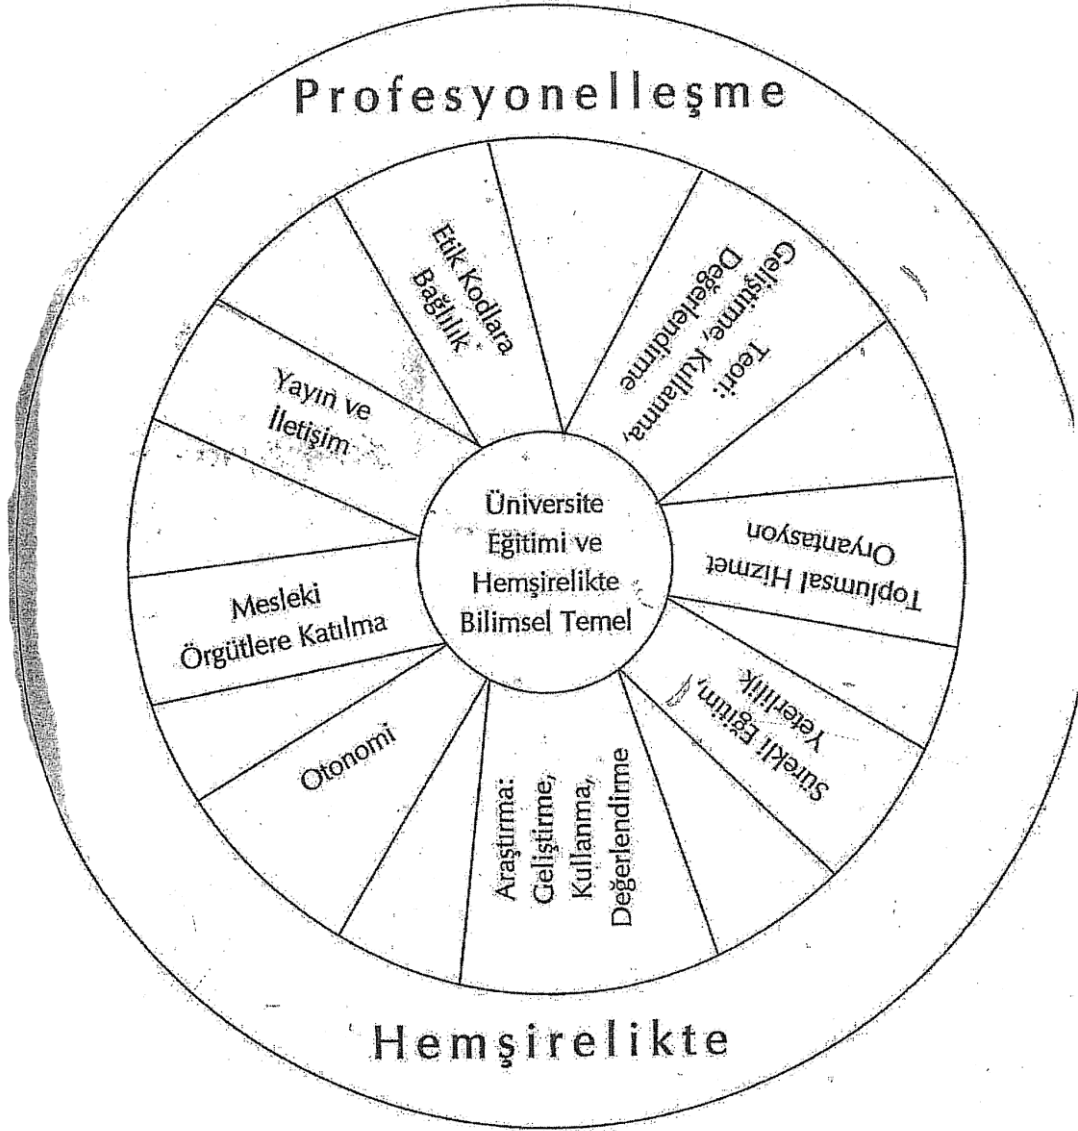 Profesyonelleşme
Etik Kodlara
Bağlılık
Teori:
Geliştirme, Kullanma,
Değerlendirme
Yayın ve
İletişim
Üniversite
Eğitimi ve
Hemşirelikte
Bilimsel Temel
Toplumsal Hizmet
Oryantasyon
Mesleki
Örgütlere Katılma
Sürekli Eğitim,
Yeterlilik
Otonomi
Araştırma:
Geliştirme,
Kullanma,
Değerlendirme
Hemşirelikte